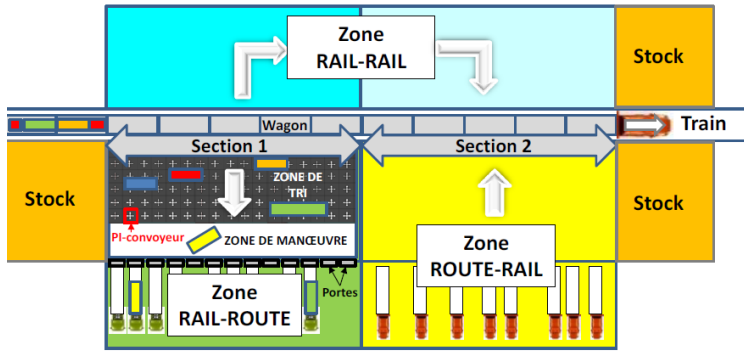 Zone
RAIL-RAIL
Stock
Wagon
Train
Section 1
Section 2
ZONE DE
TRI
Stock
Stock
PI-convoyeur
ZONE DE MANŒUVRE
Zone
ROUTE-RAIL
Portes
Zone
RAIL-ROUTE